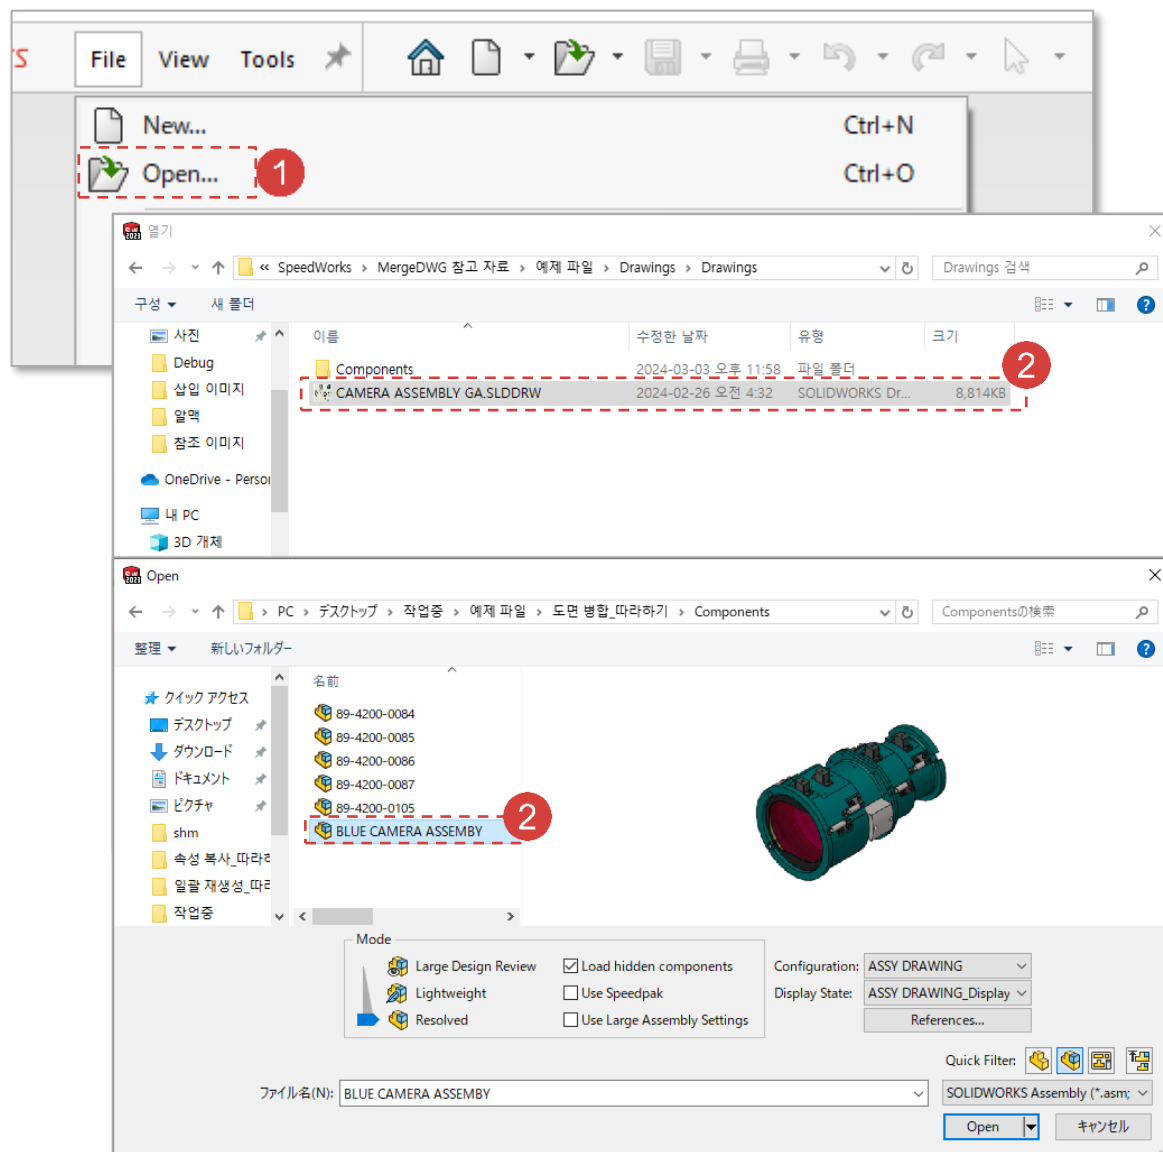 S File View Tools
New... Ctrl+N
Open... Ctrl+O
1
열기
« SpeedWorks > MergeDWG 참고 자료 > 예제 파일 > Drawings > Drawings
Drawings 검색
구성 새 폴더
이름 수정한 날짜 유형 크기
사진
Debug
삽입 이미지
알맥
참조 이미지
OneDrive - Person
내 PC
3D 개체
Components 2024-03-03 오후 11:58 파일 폴더
CAMERA ASSEMBLY GA.SLDDRW 2024-02-26 오전 4:32 SOLIDWORKS Dr... 8,814KB
2
Open
> PC > デスクトップ > 작업중 > 예제 파일 > 도면 병합_따라하기 > Components
Componentsの検索
整理 新しいフォルダー
名前
クイック アクセス
デスクトップ
ダウンロード
ドキュメント
ピクチャ
shm
속성 복사_따라하
일괄 재생성_따라
작업중
89-4200-0084
89-4200-0085
89-4200-0086
89-4200-0087
89-4200-0105
BLUE CAMERA ASSEMBY
2
Mode
Large Design Review
Lightweight
Resolved
Load hidden components
Use Speedpak
Use Large Assembly Settings
Configuration: ASSY DRAWING
Display State: ASSY DRAWING_Display
References...
Quick Filter:
ファイル名(N): BLUE CAMERA ASSEMBY
SOLIDWORKS Assembly (*.asm;
Open キャンセル